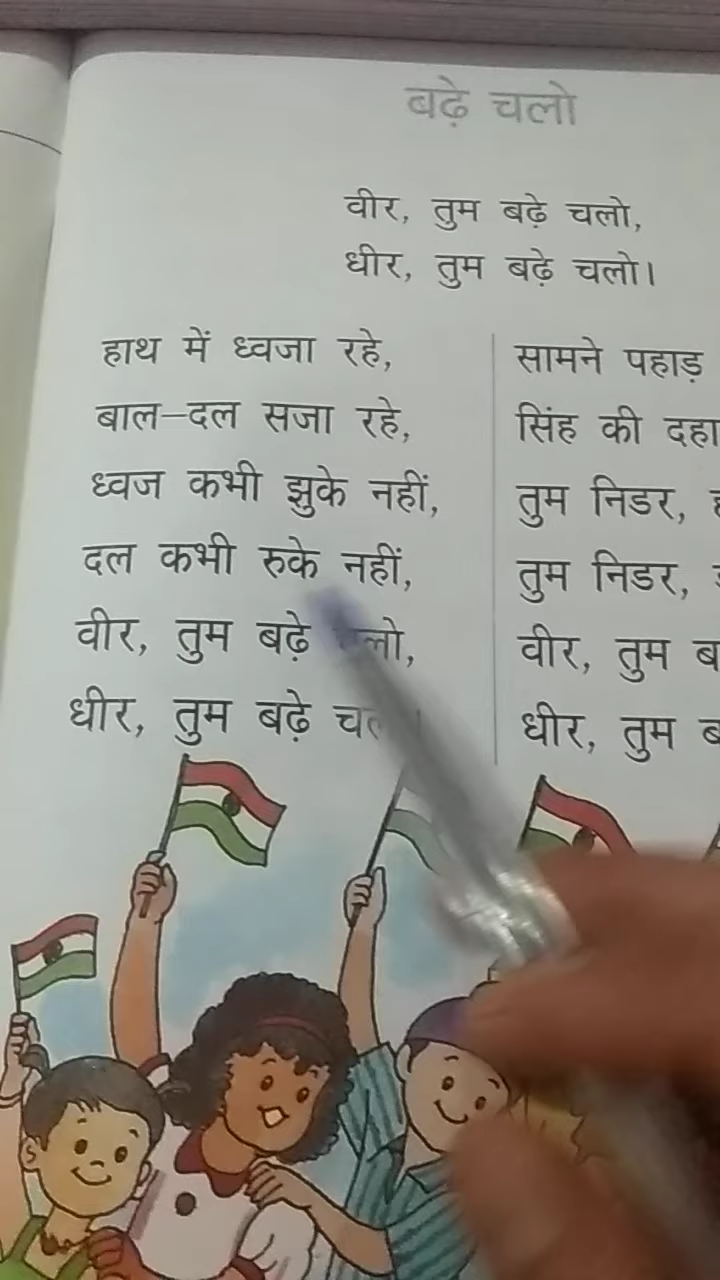 बढ़े चलो
वीर, तुम बढ़े चलो,
धीर, तुम बढ़े चलो।
हाथ में ध्वजा रहे,
बाल–दल सजा रहे,
ध्वज कभी झुके नहीं,
दल कभी रुके नहीं,
वीर, तुम बढ़े
धीर, तुम बढ़े
सामने पहाड़
सिंह की
तुम निडर,
तुम निडर,
वीर, तुम
धीर, तुम